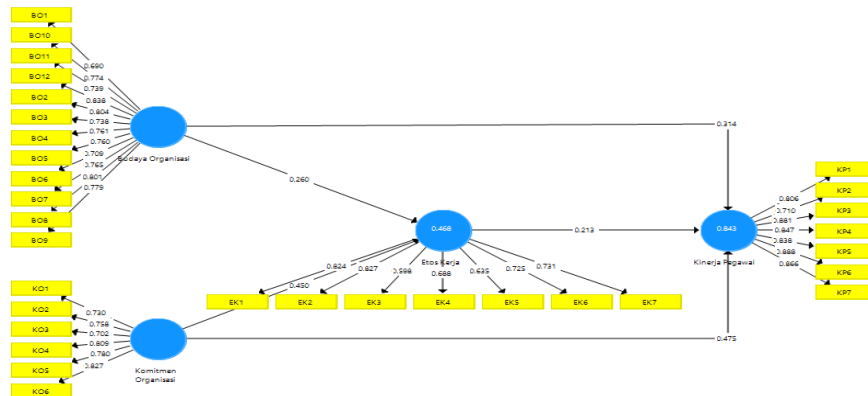 BO1
BO10
BO11
BO12
BO2
BO3
BO4
BO5
BO6
BO7
BO8
BO9
0.690
0.774
0.739
0.838
0.804
0.738
0.761
0.760
0.709
0.765
0.801
0.779
Budaya Organisasi
0.314
0.260
0.468
Etos Kerja
0.213
0.843
Kinerja Pegawai
KP1
KP2
KP3
KP4
KP5
KP6
KP7
0.806
0.710
0.881
0.847
0.838
0.888
0.866
0.824
0.827
0.598
0.688
0.635
0.725
0.731
0.450
EK1
EK2
EK3
EK4
EK5
EK6
EK7
KO1
KO2
KO3
KO4
KO5
KO6
0.730
0.758
0.702
0.809
0.780
0.827
Komitmen
Organisasi
0.475